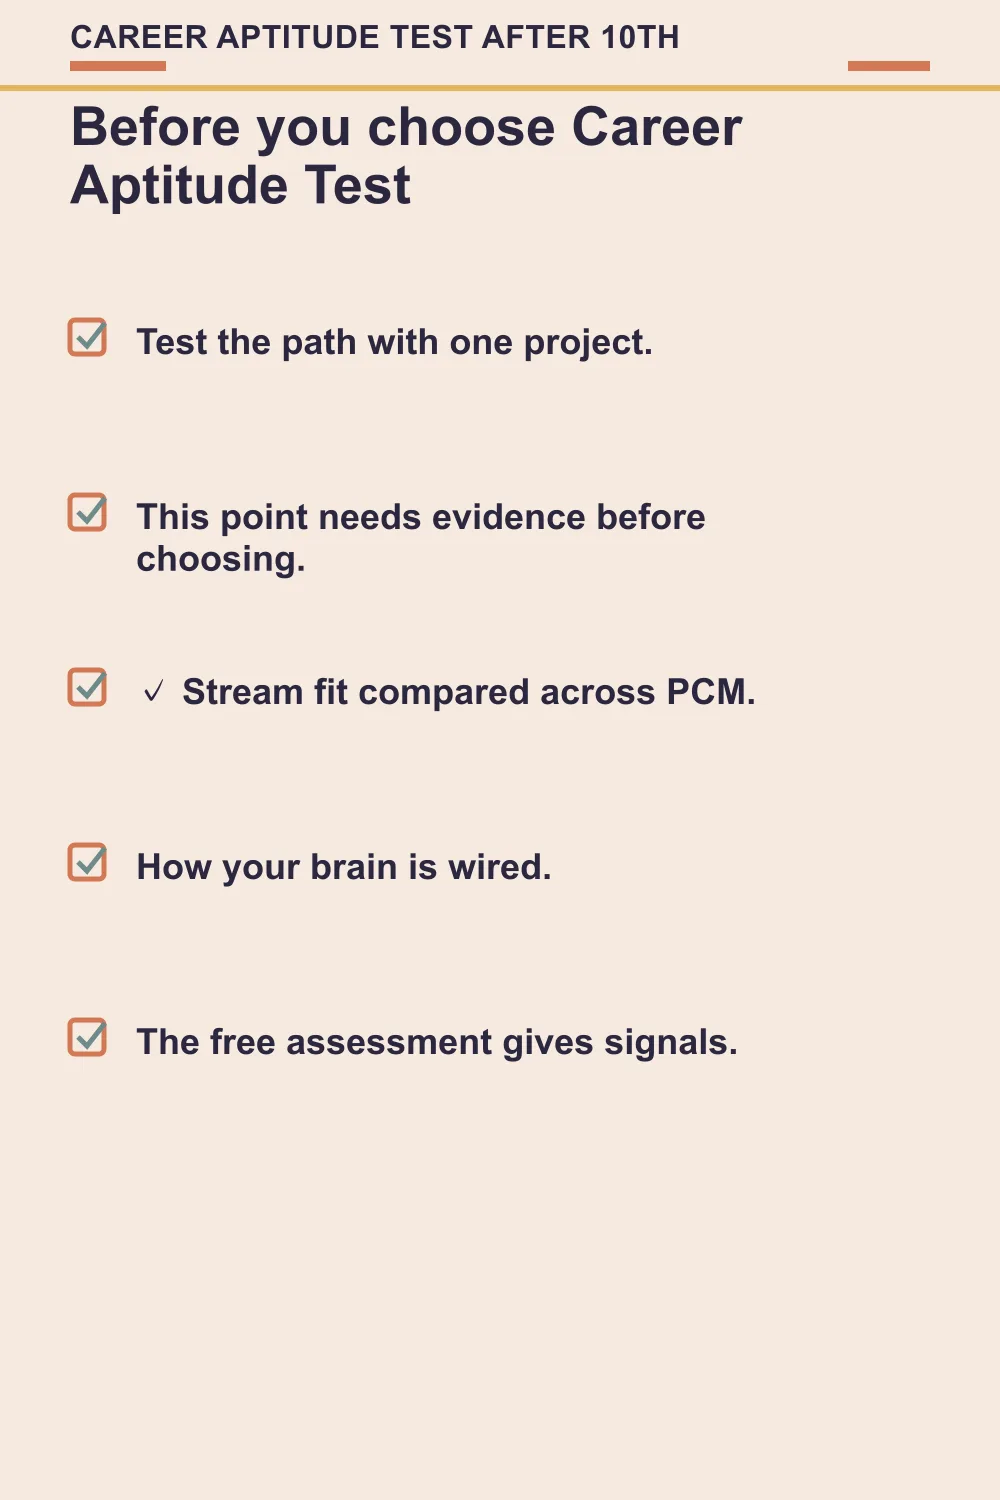 CAREER APTITUDE TEST AFTER 10TH
Before you choose Career
Aptitude Test
Test the path with one project.
This point needs evidence before
choosing.
✓ Stream fit compared across PCM.
How your brain is wired.
The free assessment gives signals.